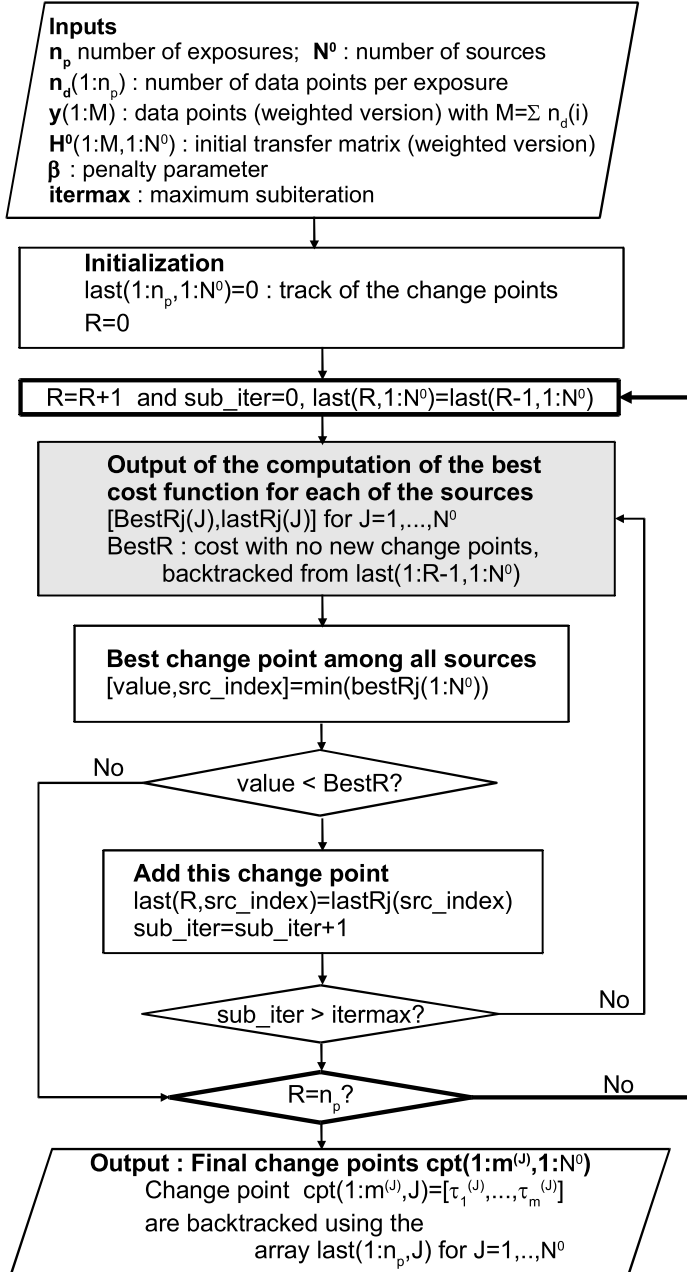 Inputs
nₚ number of exposures; N⁰ : number of sources
n_d(1:nₚ) : number of data points per exposure
y(1:M) : data points (weighted version) with M=Σ n_d(i)
H⁰(1:M,1:N⁰) : initial transfer matrix (weighted version)
β : penalty parameter
itermax : maximum subiteration
Initialization
last(1:nₚ,1:N⁰)=0 : track of the change points
R=0
R=R+1 and sub_iter=0, last(R,1:N⁰)=last(R-1,1:N⁰)
Output of the computation of the best
cost function for each of the sources
[BestRj(J),lastRj(J)] for J=1,...,N⁰
BestR : cost with no new change points,
backtracked from last(1:R-1,1:N⁰)
Best change point among all sources
[value,src_index]=min(bestRj(1:N⁰))
No
value < BestR?
Add this change point
last(R,src_index)=lastRj(src_index)
sub_iter=sub_iter+1
sub_iter > itermax?
No
R=nₚ?
No
Output : Final change points cpt(1:m⁽ᴶ⁾,1:N⁰)
Change point cpt(1:m⁽ᴶ⁾,J)=[τ₁⁽ᴶ⁾,...,τₘ⁽ᴶ⁾]
are backtracked using the
array last(1:nₚ,J) for J=1,..,N⁰